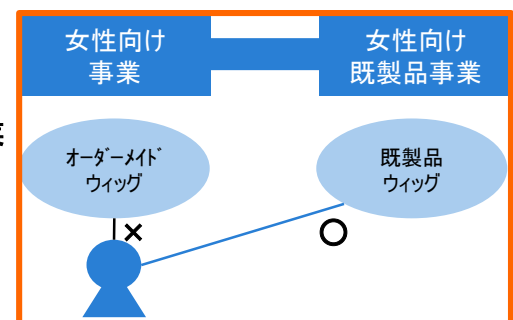 女性向け
事業
女性向け
既製品事業
ｵｰﾀﾞｰﾒｲﾄﾞ
ウィッグ
既製品
ウィッグ
×
○